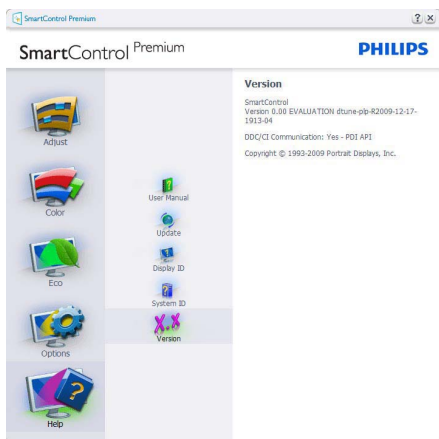 SmartControl Premium
SmartControl Premium
PHILIPS
Adjust
Color
Eco
Options
Help
User Manual
Update
Display ID
System ID
X.X
Version
Version
SmartControl
Version 0.00 EVALUATION dtune-plp-R2009-12-17-
1913-04
DDC/CI Communication: Yes - PDI API
Copyright © 1993-2009 Portrait Displays, Inc.